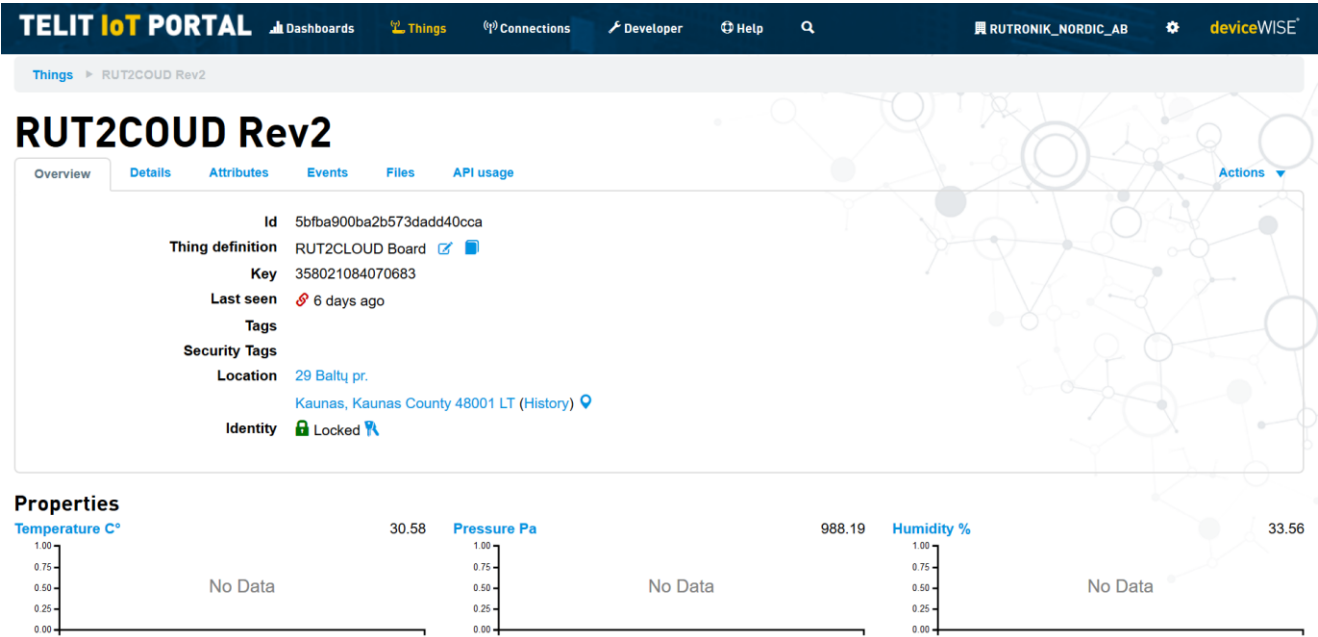 TELIT IoT PORTAL Dashboards Things Connections Developer Help RUTRONIK_NORDIC_AB deviceWISE
Things RUT2COUD Rev2
RUT2COUD Rev2
Overview Details Attributes Events Files API usage Actions
Id 5bfba900ba2b573dadd40cca
Thing definition RUT2CLOUD Board
Key 358021084070683
Last seen 6 days ago
Tags
Security Tags
Location 29 Baltų pr.
Kaunas, Kaunas County 48001 LT (History)
Identity Locked
Properties
Temperature C° 30.58 Pressure Pa 988.19 Humidity % 33.56
1.00 1.00 1.00
0.75 0.75 0.75
0.50 No Data 0.50 No Data 0.50 No Data
0.25 0.25 0.25
0.00 0.00 0.00